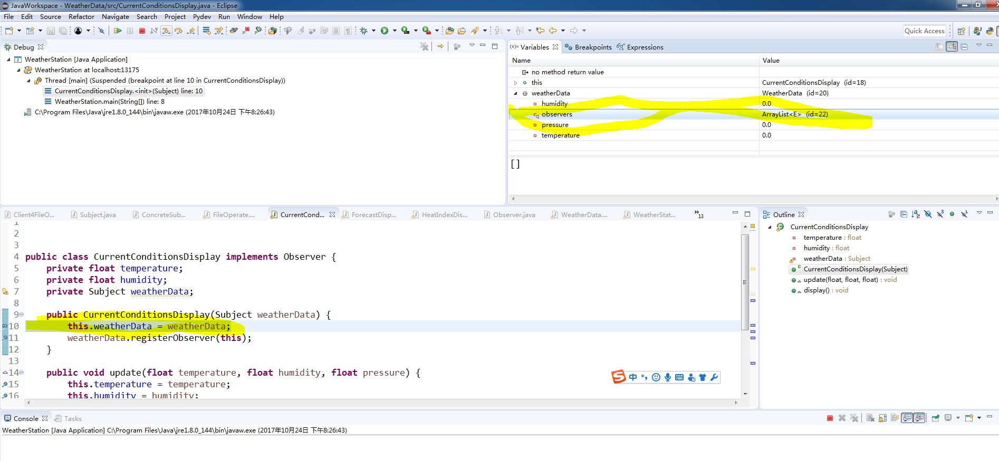 JavaWorkspace - WeatherData/src/CurrentConditionsDisplay.java - Eclipse
File Edit Source Refactor Navigate Search Project Pydev Run Window Help
Quick Access
Debug
WeatherStation [Java Application]
WeatherStation at localhost:13175
Thread [main] (Suspended (breakpoint at line 10 in CurrentConditionsDisplay))
CurrentConditionsDisplay.<init>(Subject) line: 10
WeatherStation.main(String[]) line: 8
C:\Program Files\Java\jre1.8.0_144\bin\javaw.exe (2017年10月24日 下午8:26:43)
(x)= Variables Breakpoints Expressions
Name Value
no method return value
this CurrentConditionsDisplay (id=18)
weatherData WeatherData (id=20)
humidity 0.0
observers ArrayList<E> (id=22)
pressure 0.0
temperature 0.0
[]
Client4FileO... Subject.java ConcreteSub... FileOperate.... CurrentCond... ForecastDisp... HeatIndexDis... Observer.java WeatherData.... WeatherStat... »13
1
2
3
4 public class CurrentConditionsDisplay implements Observer {
5 private float temperature;
6 private float humidity;
7 private Subject weatherData;
8
9 public CurrentConditionsDisplay(Subject weatherData) {
10 this.weatherData = weatherData;
11 weatherData.registerObserver(this);
12 }
13
14 public void update(float temperature, float humidity, float pressure) {
15 this.temperature = temperature;
16 this.humidity = humidity;
Outline
CurrentConditionsDisplay
temperature : float
humidity : float
weatherData : Subject
CurrentConditionsDisplay(Subject)
update(float, float, float) : void
display() : void
中
Console Tasks
WeatherStation [Java Application] C:\Program Files\Java\jre1.8.0_144\bin\javaw.exe (2017年10月24日 下午8:26:43)